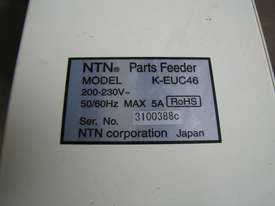 NTN® Parts Feeder
MODEL K-EUC46
200-230V~
50/60Hz MAX 5A RoHS
Ser. No. 3100388c
NTN corporation Japan